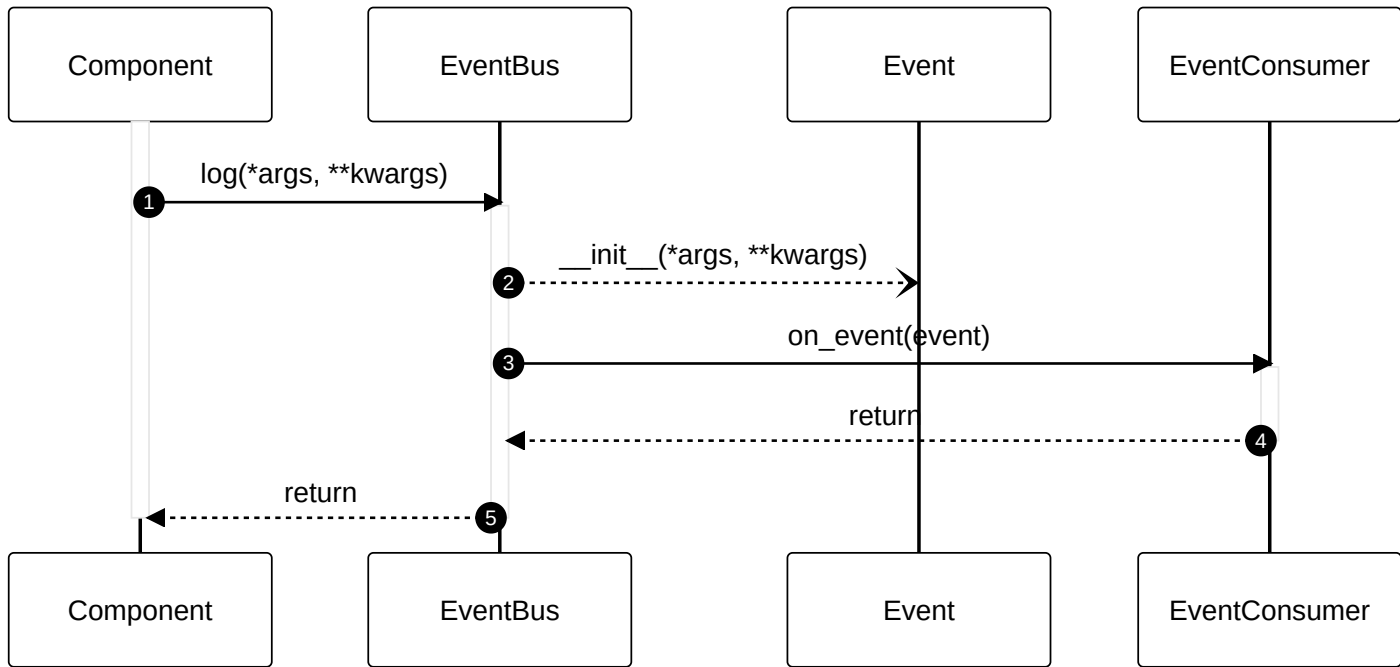 Component
EventBus
Event
EventConsumer
log(*args, **kwargs)
1
__init__(*args, **kwargs)
2
on_event(event)
3
return
4
return
5
Component
EventBus
Event
EventConsumer